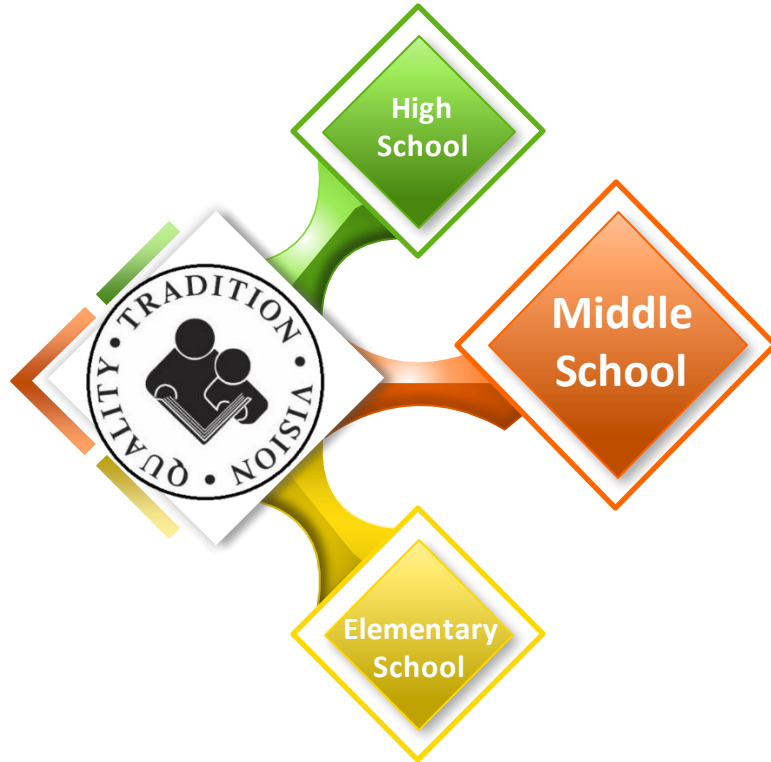 High
School
TRADITION • VISION • QUALITY •
Middle
School
Elementary
School